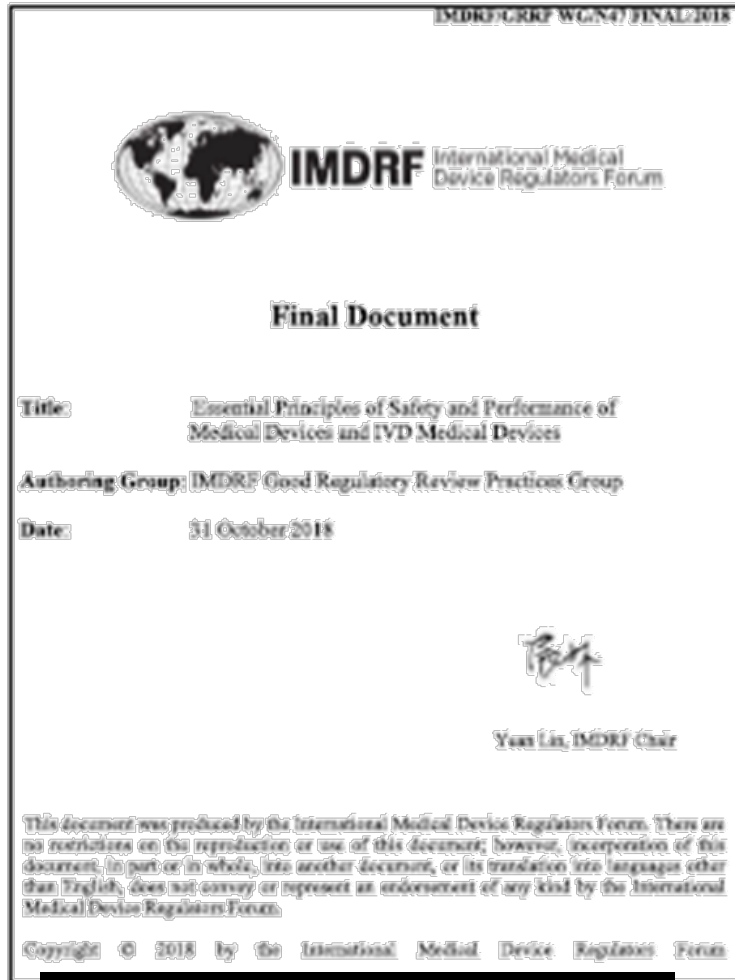 IMDRF/GRRP WG/N47 FINAL:2018
IMDRF International Medical
Device Regulators Forum
Final Document
Title: Essential Principles of Safety and Performance of
Medical Devices and IVD Medical Devices
Authoring Group: IMDRF Good Regulatory Review Practices Group
Date: 31 October 2018
Yuan Lin, IMDRF Chair
This document was produced by the International Medical Device Regulators Forum. There are
no restrictions on the reproduction or use of this document; however, incorporation of this
document, in part or in whole, into another document, or its translation into languages other
than English, does not convey or represent an endorsement of any kind by the International
Medical Device Regulators Forum.
Copyright © 2018 by the International Medical Device Regulators Forum